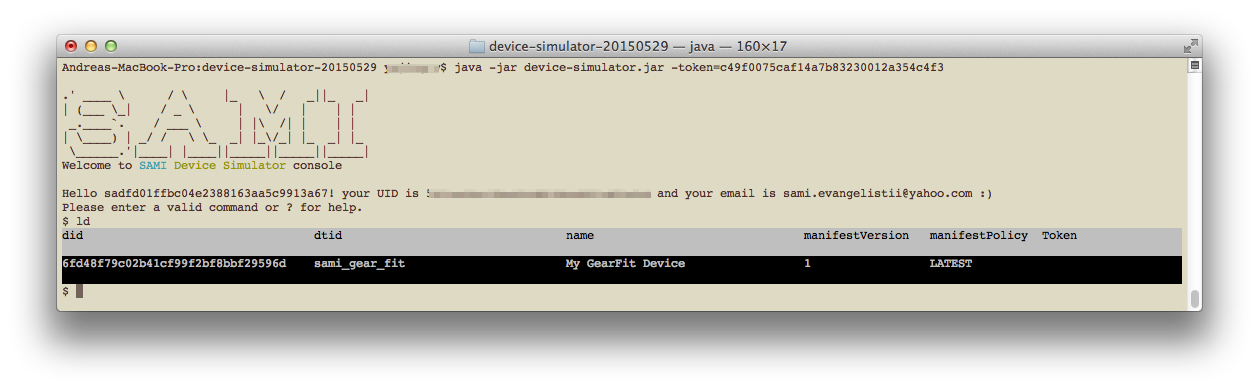 device-simulator-20150529 — java — 160×17
Andreas-MacBook-Pro:device-simulator-20150529 $ java -jar device-simulator.jar -token=c49f0075caf14a7b83230012a354c4f3
SAMI
Welcome to SAMI Device Simulator console
Hello sadfd01ffbc04e2388163aa5c9913a67! your UID is and your email is sami.evangelistii@yahoo.com :)
Please enter a valid command or ? for help.
$ ld
did dtid name manifestVersion manifestPolicy Token
6fd48f79c02b41cf99f2bf8bbf29596d sami_gear_fit My GearFit Device 1 LATEST
$